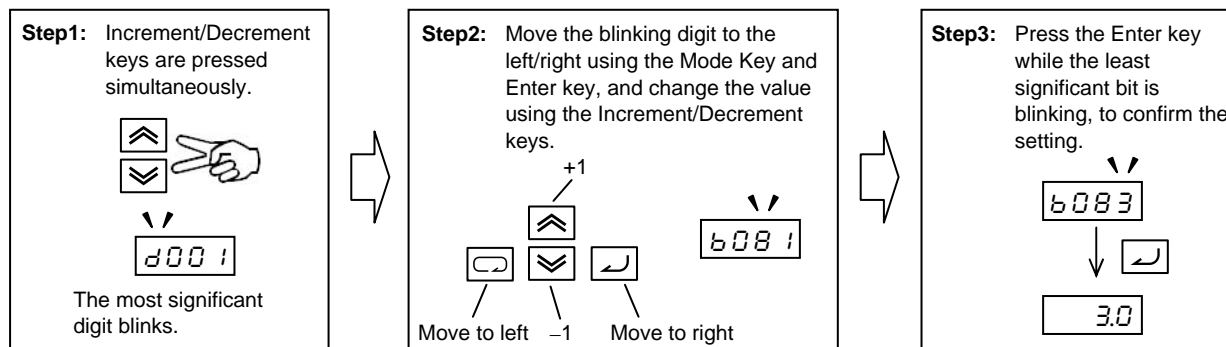 Step1: Increment/Decrement
keys are pressed
simultaneously.
d001
The most significant
digit blinks.
Step2: Move the blinking digit to the
left/right using the Mode Key and
Enter key, and change the value
using the Increment/Decrement
keys.
+1
b081
Move to left −1 Move to right
Step3: Press the Enter key
while the least
significant bit is
blinking, to confirm the
setting.
b083
3.0